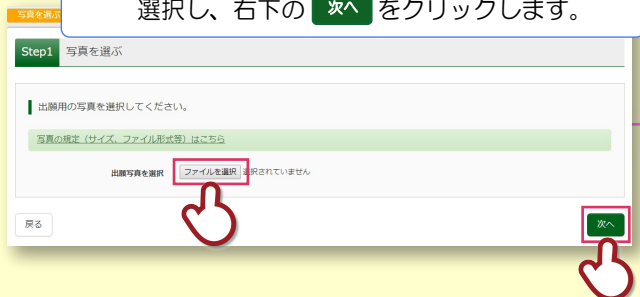 選択し、右下の 次へ をクリックします。
写真を選ぶ
Step1 写真を選ぶ
出願用の写真を選択してください。
写真の規定（サイズ、ファイル形式等）はこちら
出願写真を選択 ファイルを選択 選択されていません
戻る
次へ